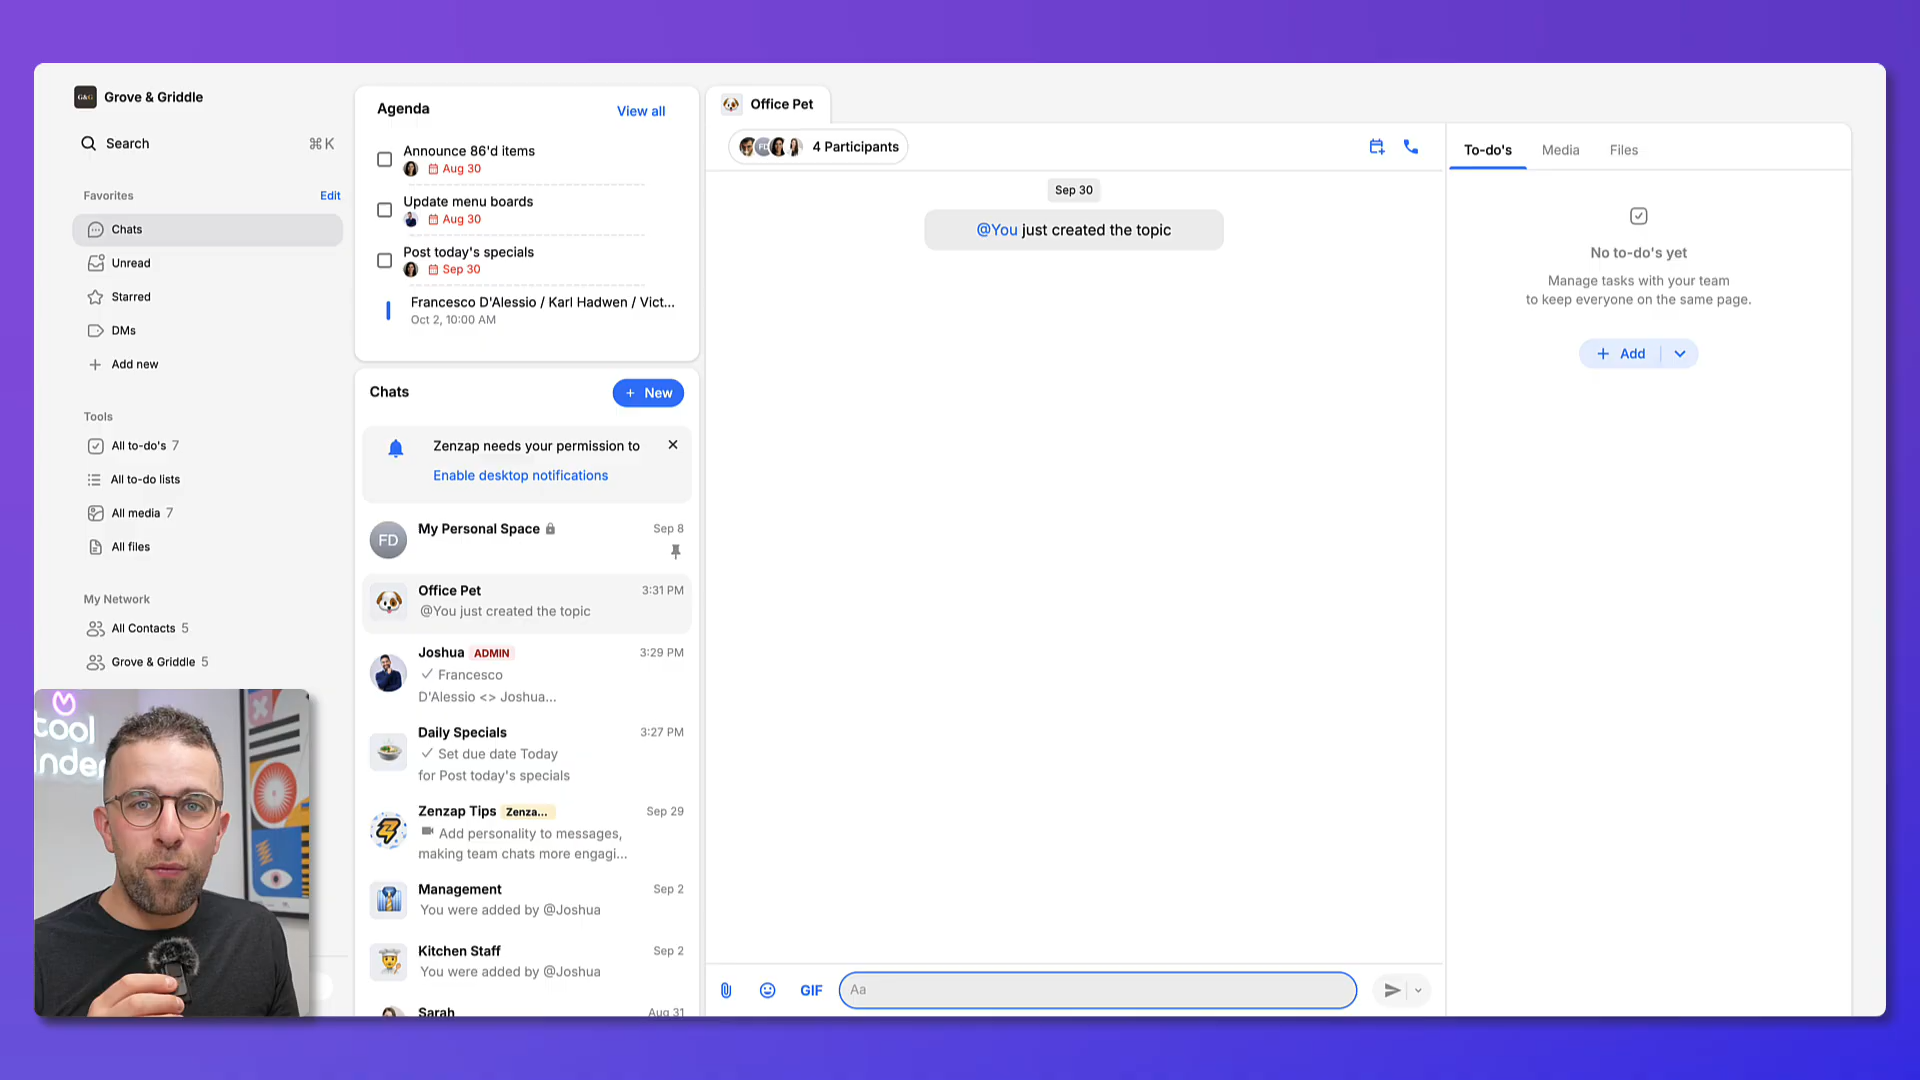 G&G Grove & Griddle
Search ⌘K
Favorites Edit
Chats
Unread
Starred
DMs
Add new
Tools
All to-do's 7
All to-do lists
All media 7
All files
My Network
All Contacts 5
Grove & Griddle 5
tool
Agenda View all
Announce 86'd items
Aug 30
Update menu boards
Aug 30
Post today's specials
Sep 30
Francesco D'Alessio / Karl Hadwen / Vict...
Oct 2, 10:00 AM
Chats + New
Zenzap needs your permission to
Enable desktop notifications
FD My Personal Space Sep 8
Office Pet 3:31 PM
@You just created the topic
Joshua ADMIN 3:29 PM
Francesco
D'Alessio <> Joshua...
Daily Specials 3:27 PM
Set due date Today
for Post today's specials
Zenzap Tips Zenza... Sep 29
Add personality to messages,
making team chats more engagi...
Management Sep 2
You were added by @Joshua
Kitchen Staff Sep 2
You were added by @Joshua
Sarah Aug 31
Office Pet
FD 4 Participants
Sep 30
@You just created the topic
GIF Aa
To-do's Media Files
No to-do's yet
Manage tasks with your team
to keep everyone on the same page.
+ Add